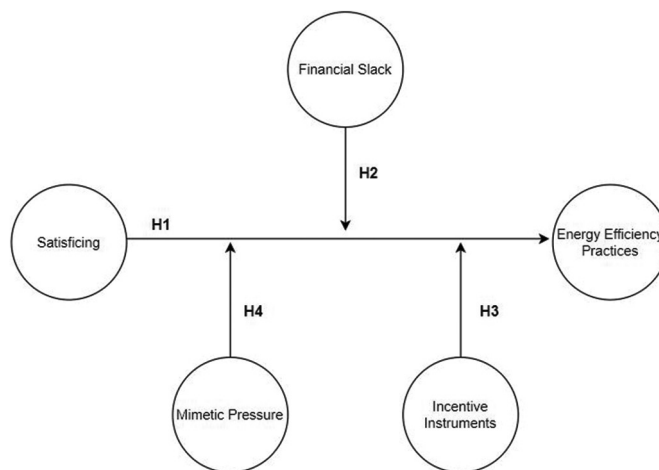 Financial Slack
H2
H1
Satisficing
Energy Efficiency
Practices
H4
H3
Mimetic Pressure
Incentive
Instruments